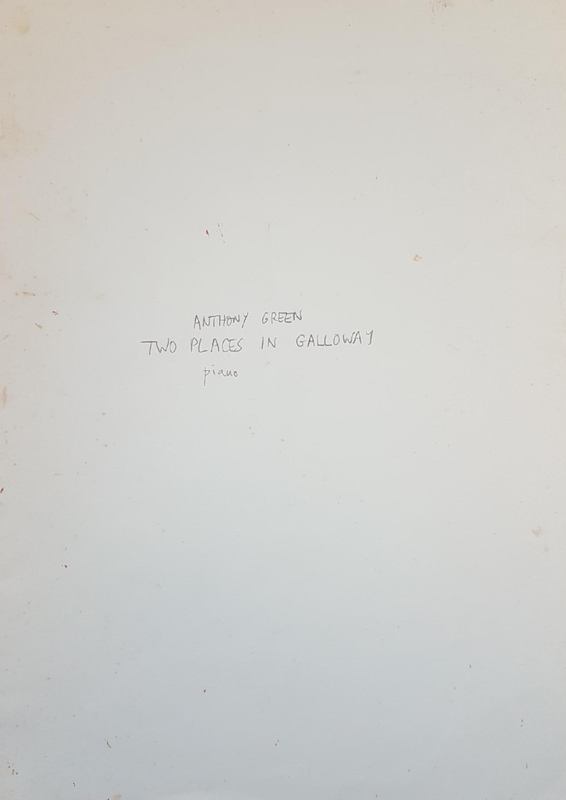 ANTHONY GREEN
TWO PLACES IN GALLOWAY
piano